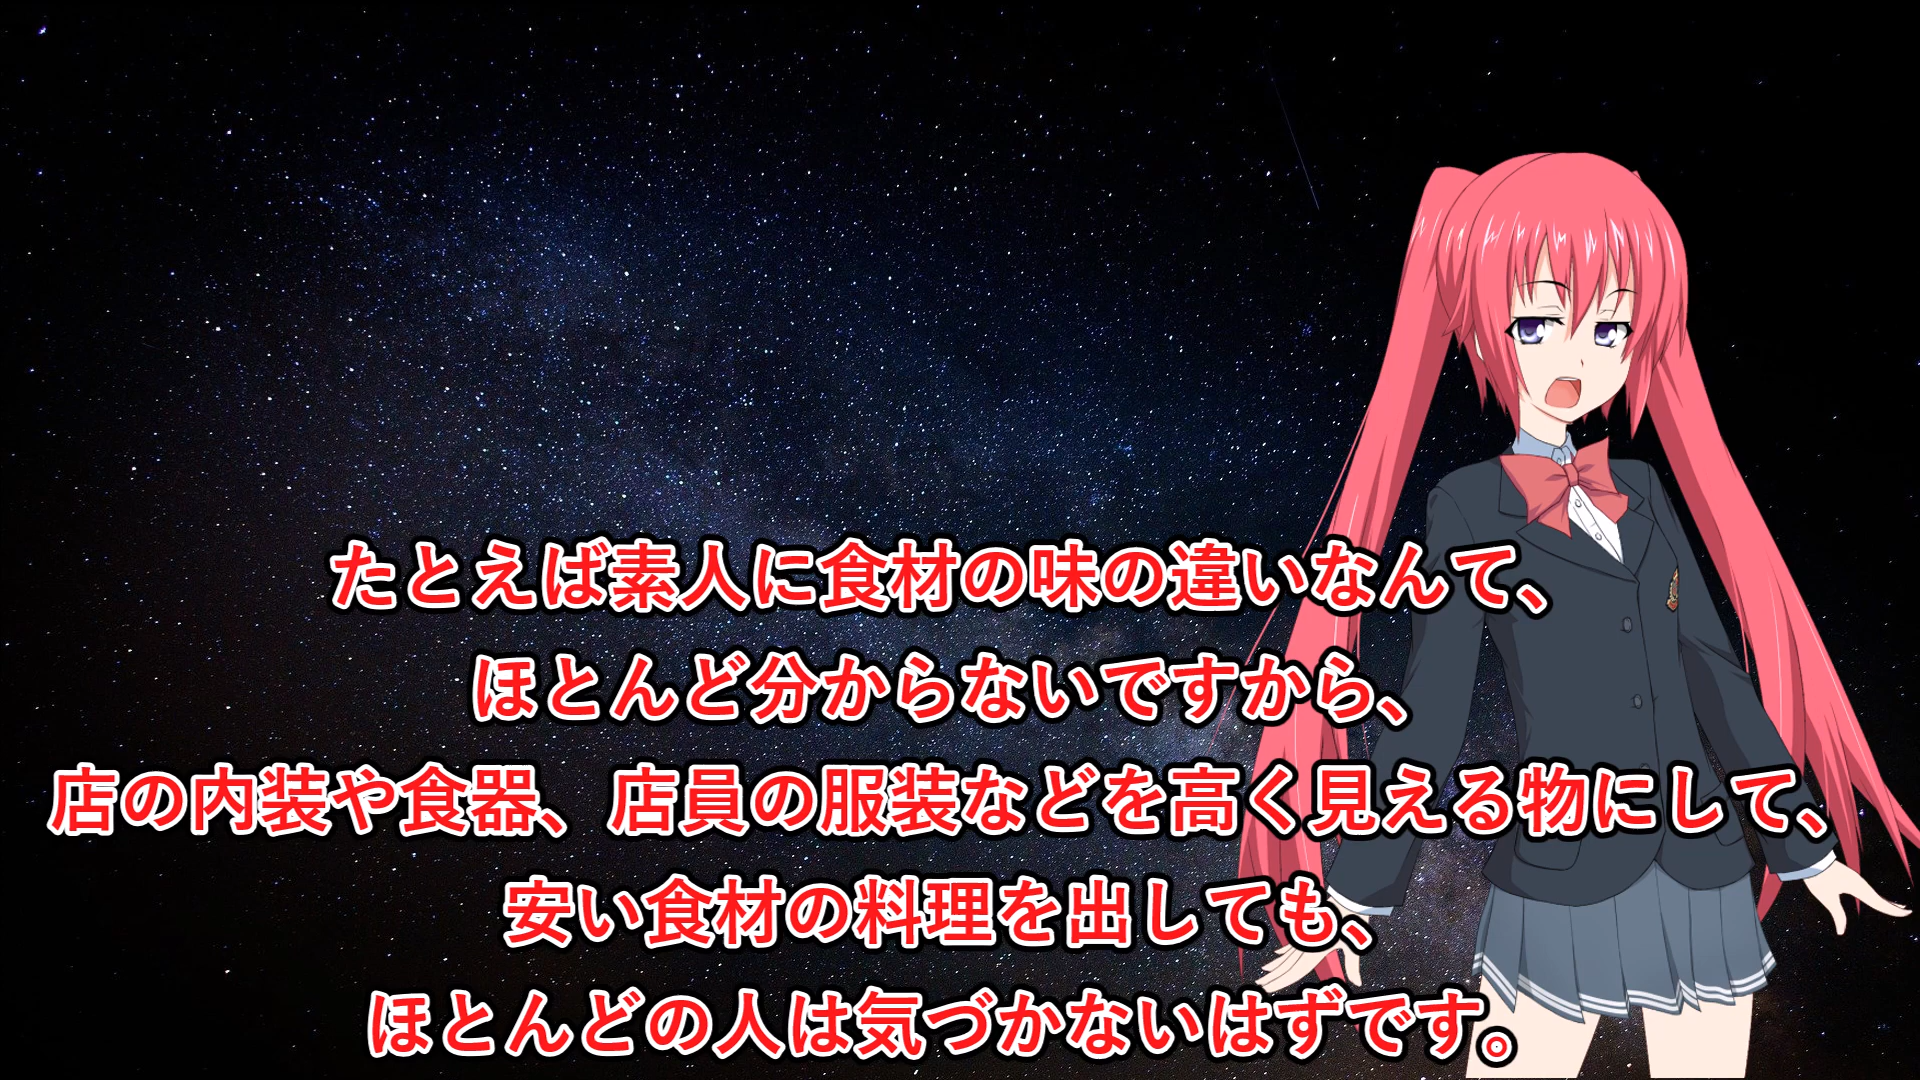 たとえば素人に食材の味の違いなんて、
ほとんど分からないですから、
店の内装や食器、店員の服装などを高く見える物にして、
安い食材の料理を出しても、
ほとんどの人は気づかないはずです。